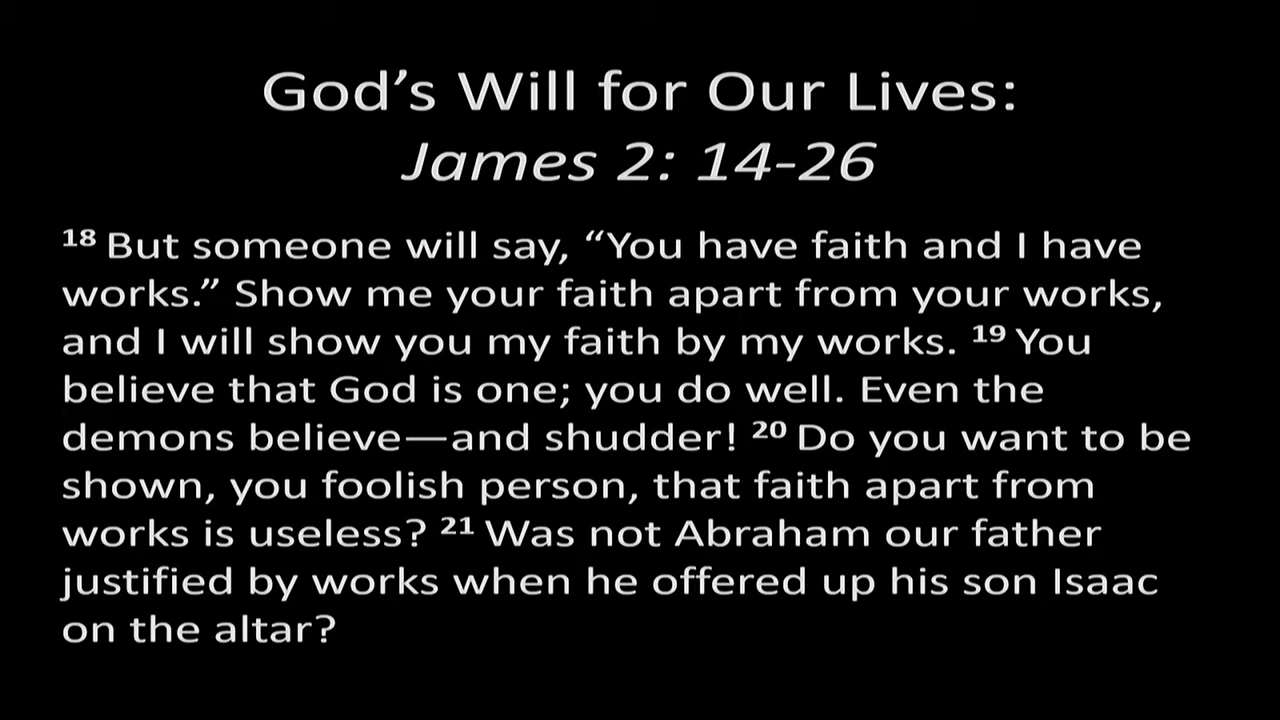 God’s Will for Our Lives:
James 2: 14-26
18 But someone will say, “You have faith and I have
works.” Show me your faith apart from your works,
and I will show you my faith by my works. 19 You
believe that God is one; you do well. Even the
demons believe—and shudder! 20 Do you want to be
shown, you foolish person, that faith apart from
works is useless? 21 Was not Abraham our father
justified by works when he offered up his son Isaac
on the altar?